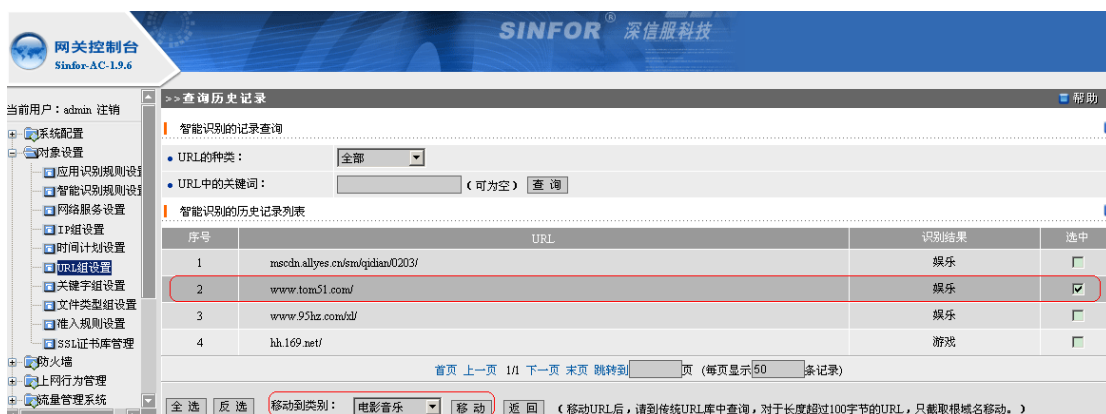 SINFOR® 深信服科技
网关控制台
Sinfor-AC-1.9.6
当前用户：admin 注销
系统配置
对象设置
应用识别规则设
智能识别规则设
网络服务设置
IP组设置
时间计划设置
URL组设置
关键字组设置
文件类型组设置
准入规则设置
SSL证书库管理
防火墙
上网行为管理
流量管理系统
>>查询历史记录 帮助
智能识别的记录查询
URL的种类： 全部
URL中的关键词： （可为空） 查 询
智能识别的历史记录列表
序号 URL 识别结果 选中
1 mscdn.allyes.cn/sm/qidian/0203/ 娱乐
2 www.tom51.com/ 娱乐
3 www.95hz.com/xl/ 娱乐
4 hh.169.net/ 游戏
首页 上一页 1/1 下一页 末页 跳转到 页 （每页显示 50 条记录）
全 选 反 选 移动到类别： 电影音乐 移 动 返 回 （移动URL后，请到传统URL库中查询，对于长度超过100字节的URL，只截取根域名移动。）